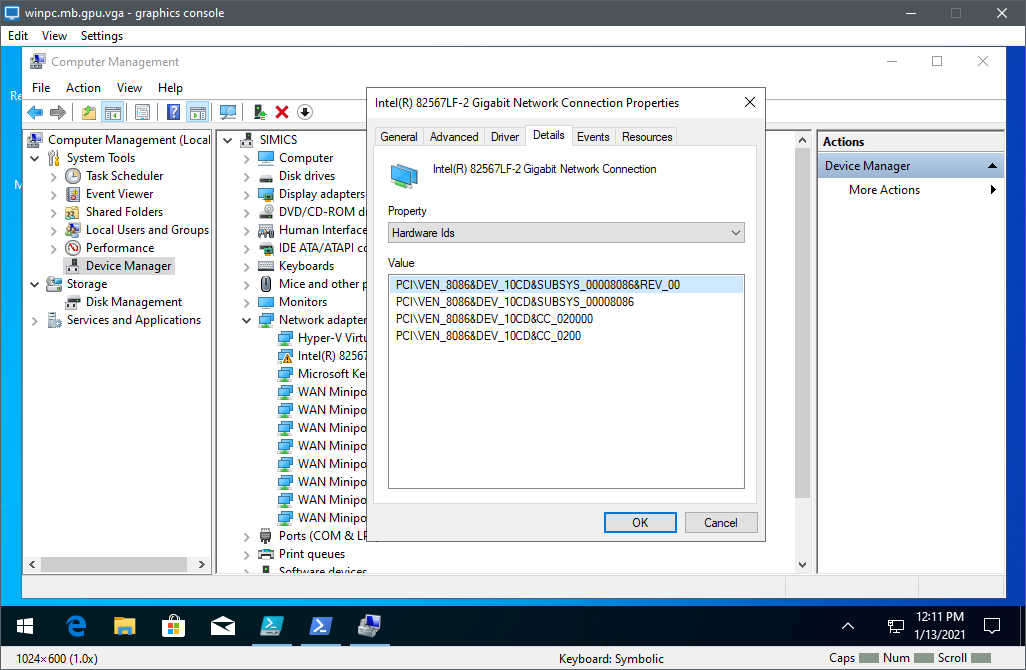 winpc.mb.gpu.vga - graphics console
Edit View Settings
Re
M
Computer Management
File Action View Help
Computer Management (Local
System Tools
Task Scheduler
Event Viewer
Shared Folders
Local Users and Groups
Performance
Device Manager
Storage
Disk Management
Services and Applications
SIMICS
Computer
Disk drives
Display adapters
DVD/CD-ROM d
Human Interface
IDE ATA/ATAPI co
Keyboards
Mice and other p
Monitors
Network adapter
Hyper-V Virtu
Intel(R) 82567
Microsoft Ke
WAN Minipo
WAN Minipo
WAN Minipo
WAN Minipo
WAN Minipo
WAN Minipo
WAN Minipo
WAN Minipo
Ports (COM & LP
Print queues
Software devices
Intel(R) 82567LF-2 Gigabit Network Connection Properties
General Advanced Driver Details Events Resources
Intel(R) 82567LF-2 Gigabit Network Connection
Property
Hardware Ids
Value
PCI\VEN_8086&DEV_10CD&SUBSYS_00008086&REV_00
PCI\VEN_8086&DEV_10CD&SUBSYS_00008086
PCI\VEN_8086&DEV_10CD&CC_020000
PCI\VEN_8086&DEV_10CD&CC_0200
OK Cancel
Actions
Device Manager
More Actions
12:11 PM
1/13/2021
1024×600 (1.0x) Keyboard: Symbolic Caps Num Scroll